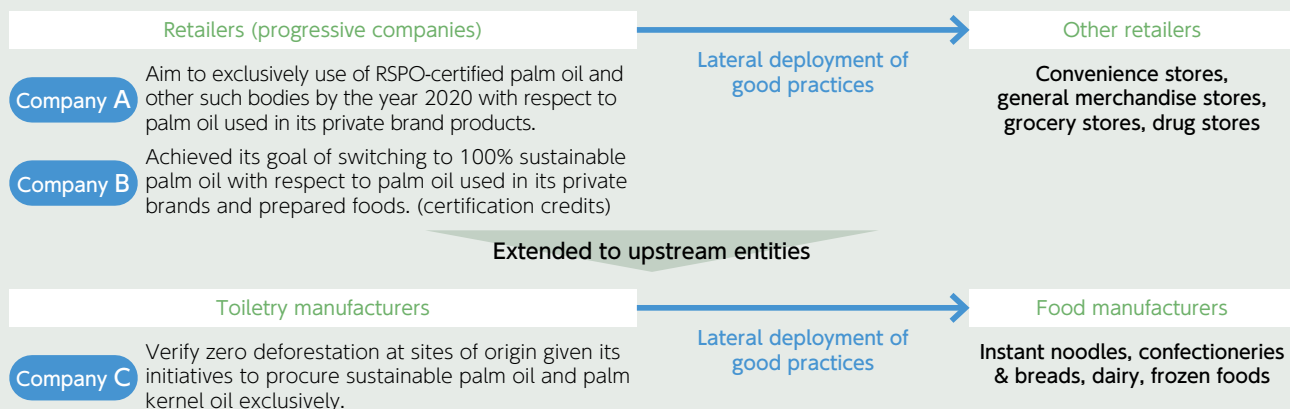 Retailers (progressive companies)
Other retailers
Lateral deployment of
good practices
Company A
Aim to exclusively use of RSPO-certified palm oil and
other such bodies by the year 2020 with respect to
palm oil used in its private brand products.
Convenience stores,
general merchandise stores,
grocery stores, drug stores
Company B
Achieved its goal of switching to 100% sustainable
palm oil with respect to palm oil used in its private
brands and prepared foods. (certification credits)
Extended to upstream entities
Toiletry manufacturers
Food manufacturers
Lateral deployment of
good practices
Company C
Verify zero deforestation at sites of origin given its
initiatives to procure sustainable palm oil and palm
kernel oil exclusively.
Instant noodles, confectioneries
& breads, dairy, frozen foods